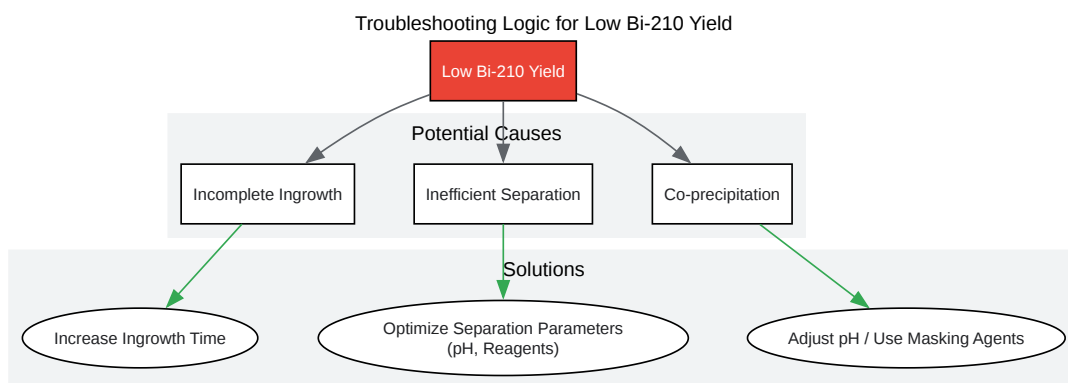 Troubleshooting Logic for Low Bi-210 Yield
Low Bi-210 Yield
Potential Causes
Incomplete Ingrowth
Inefficient Separation
Co-precipitation
Solutions
Increase Ingrowth Time
Optimize Separation Parameters
(pH, Reagents)
Adjust pH / Use Masking Agents